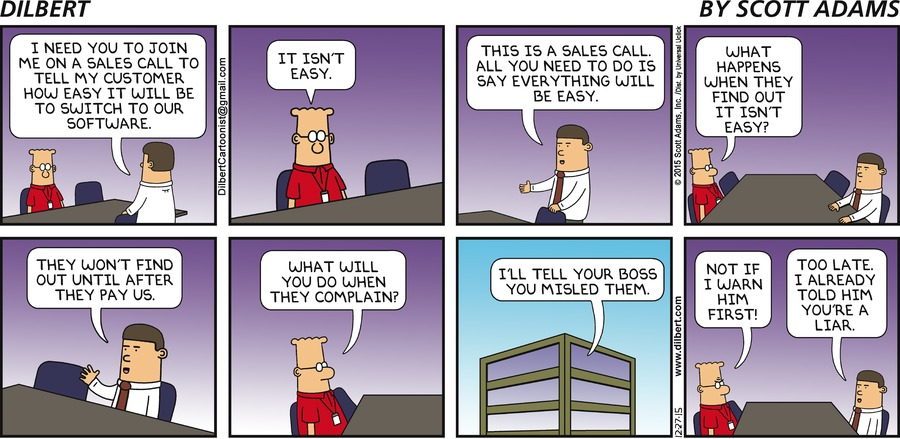 DILBERT
BY SCOTT ADAMS
I NEED YOU TO JOIN
ME ON A SALES CALL TO
TELL MY CUSTOMER
HOW EASY IT WILL BE
TO SWITCH TO OUR
SOFTWARE.
DilbertCartoonist@gmail.com
IT ISN'T
EASY.
THIS IS A SALES CALL.
ALL YOU NEED TO DO IS
SAY EVERYTHING WILL
BE EASY.
© 2015 Scott Adams, Inc. /Dist. by Universal Uclick
WHAT
HAPPENS
WHEN THEY
FIND OUT
IT ISN'T
EASY?
THEY WON'T FIND
OUT UNTIL AFTER
THEY PAY US.
WHAT WILL
YOU DO WHEN
THEY COMPLAIN?
I'LL TELL YOUR BOSS
YOU MISLED THEM.
12-27-15
www.dilbert.com
NOT IF
I WARN
HIM
FIRST!
TOO LATE.
I ALREADY
TOLD HIM
YOU'RE A
LIAR.